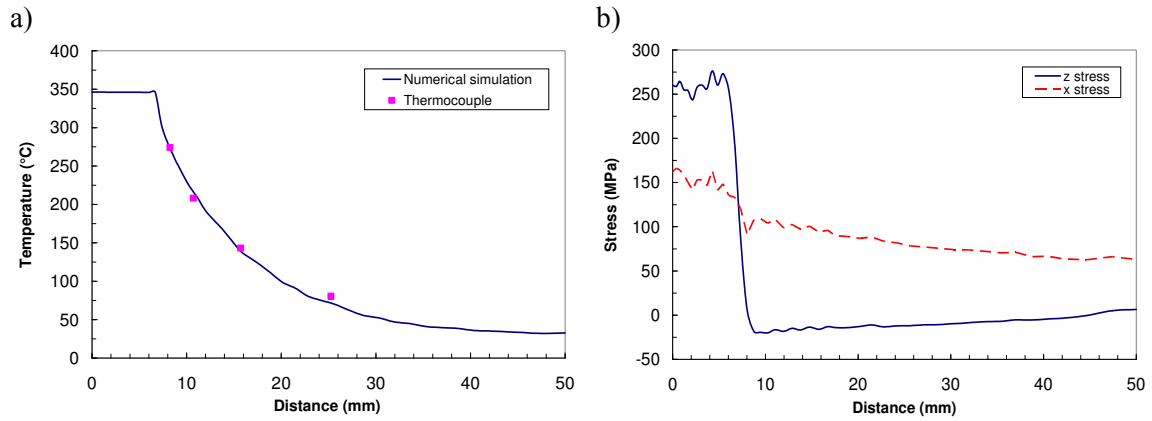 a)
400
350
300
250
200
150
100
50
0
Temperature (°C)
0 10 20 30 40 50
Distance (mm)
Numerical simulation
Thermocouple
b)
300
250
200
150
100
50
0
-50
Stress (MPa)
0 10 20 30 40 50
Distance (mm)
z stress
x stress